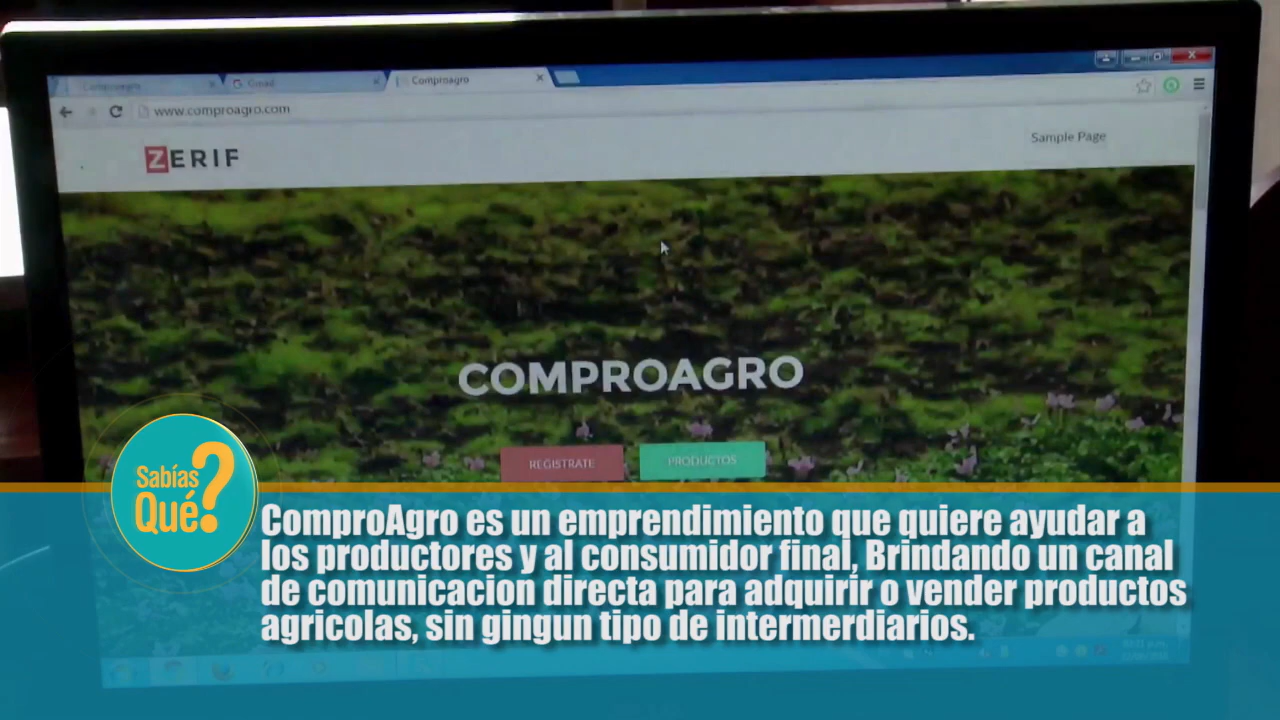 Comproagro
Gmail
Comproagro
www.comproagro.com
ZERIF
Sample Page
COMPROAGRO
REGISTRATE
PRODUCTOS
Sabías
Qué?
ComproAgro es un emprendimiento que quiere ayudar a
los productores y al consumidor final, Brindando un canal
de comunicacion directa para adquirir o vender productos
agricolas, sin gingun tipo de intermerdiarios.